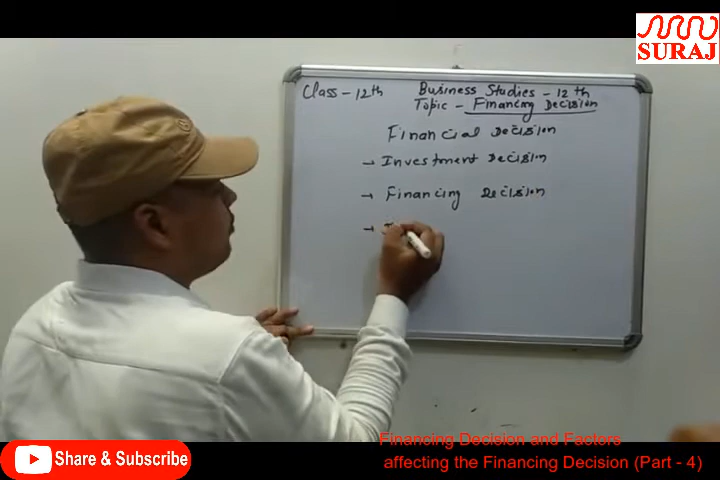 SURAJ
Class - 12th
Business Studies - 12th
Topic - Financing Decision
Financial Decision
→ Investment Decision
→ Financing Decision
→
Financing Decision and Factors
affecting the Financing Decision (Part - 4)
Share & Subscribe